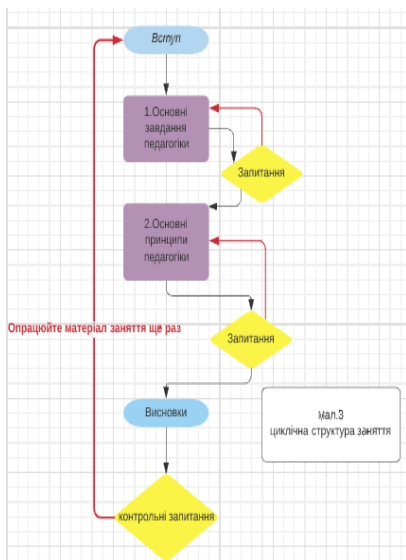 Вступ
1.Основні
завдання
педагогіки
Запитання
2.Основні
принципи
педагогіки
Опрацюйте матеріал заняття ще раз
Запитання
Висновки
мал.3
циклічна структура заняття
контрольні запитання